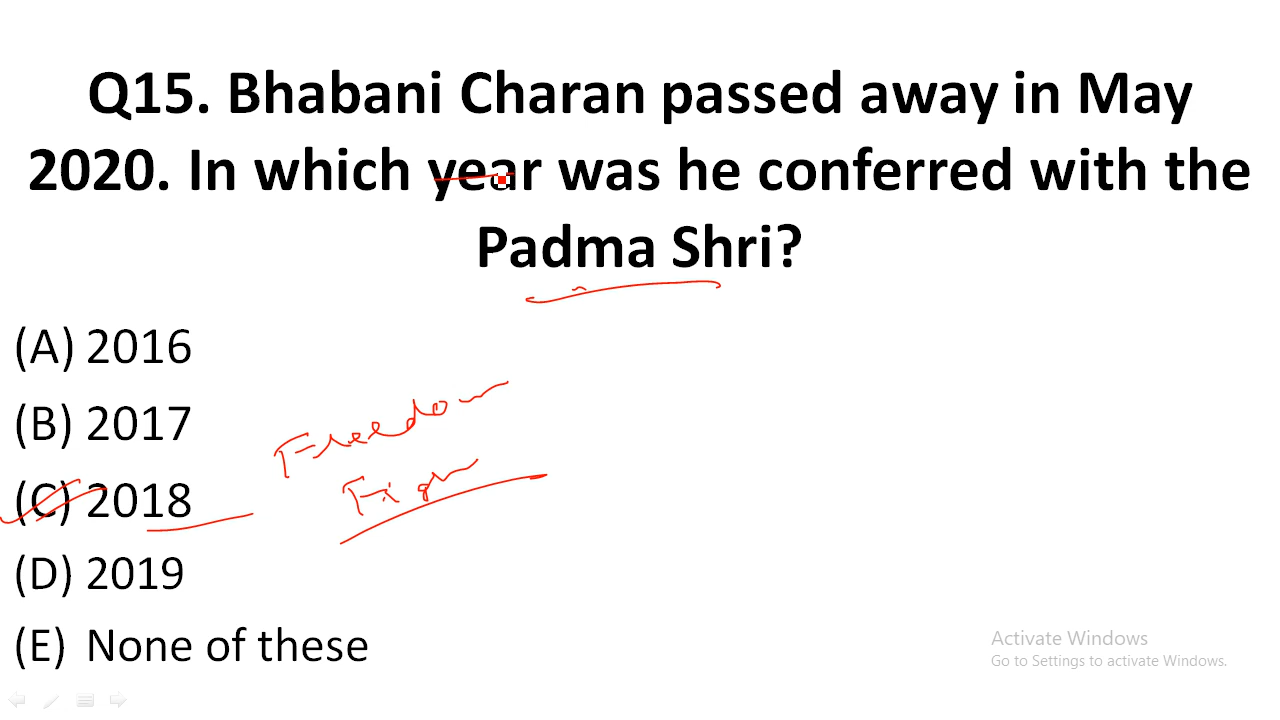 Q15. Bhabani Charan passed away in May
2020. In which year was he conferred with the
Padma Shri?
(A) 2016
(B) 2017
Freedom
(C) 2018
(D) 2019
(E) None of these
Activate Windows
Go to Settings to activate Windows.